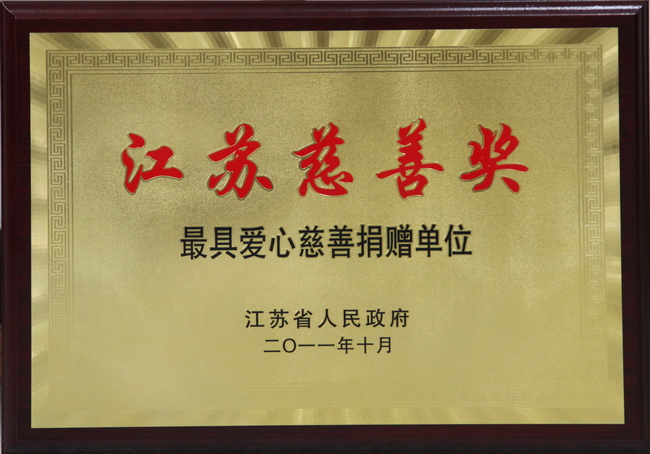 江苏慈善奖
最具爱心慈善捐赠单位
江苏省人民政府
二〇一一年十月